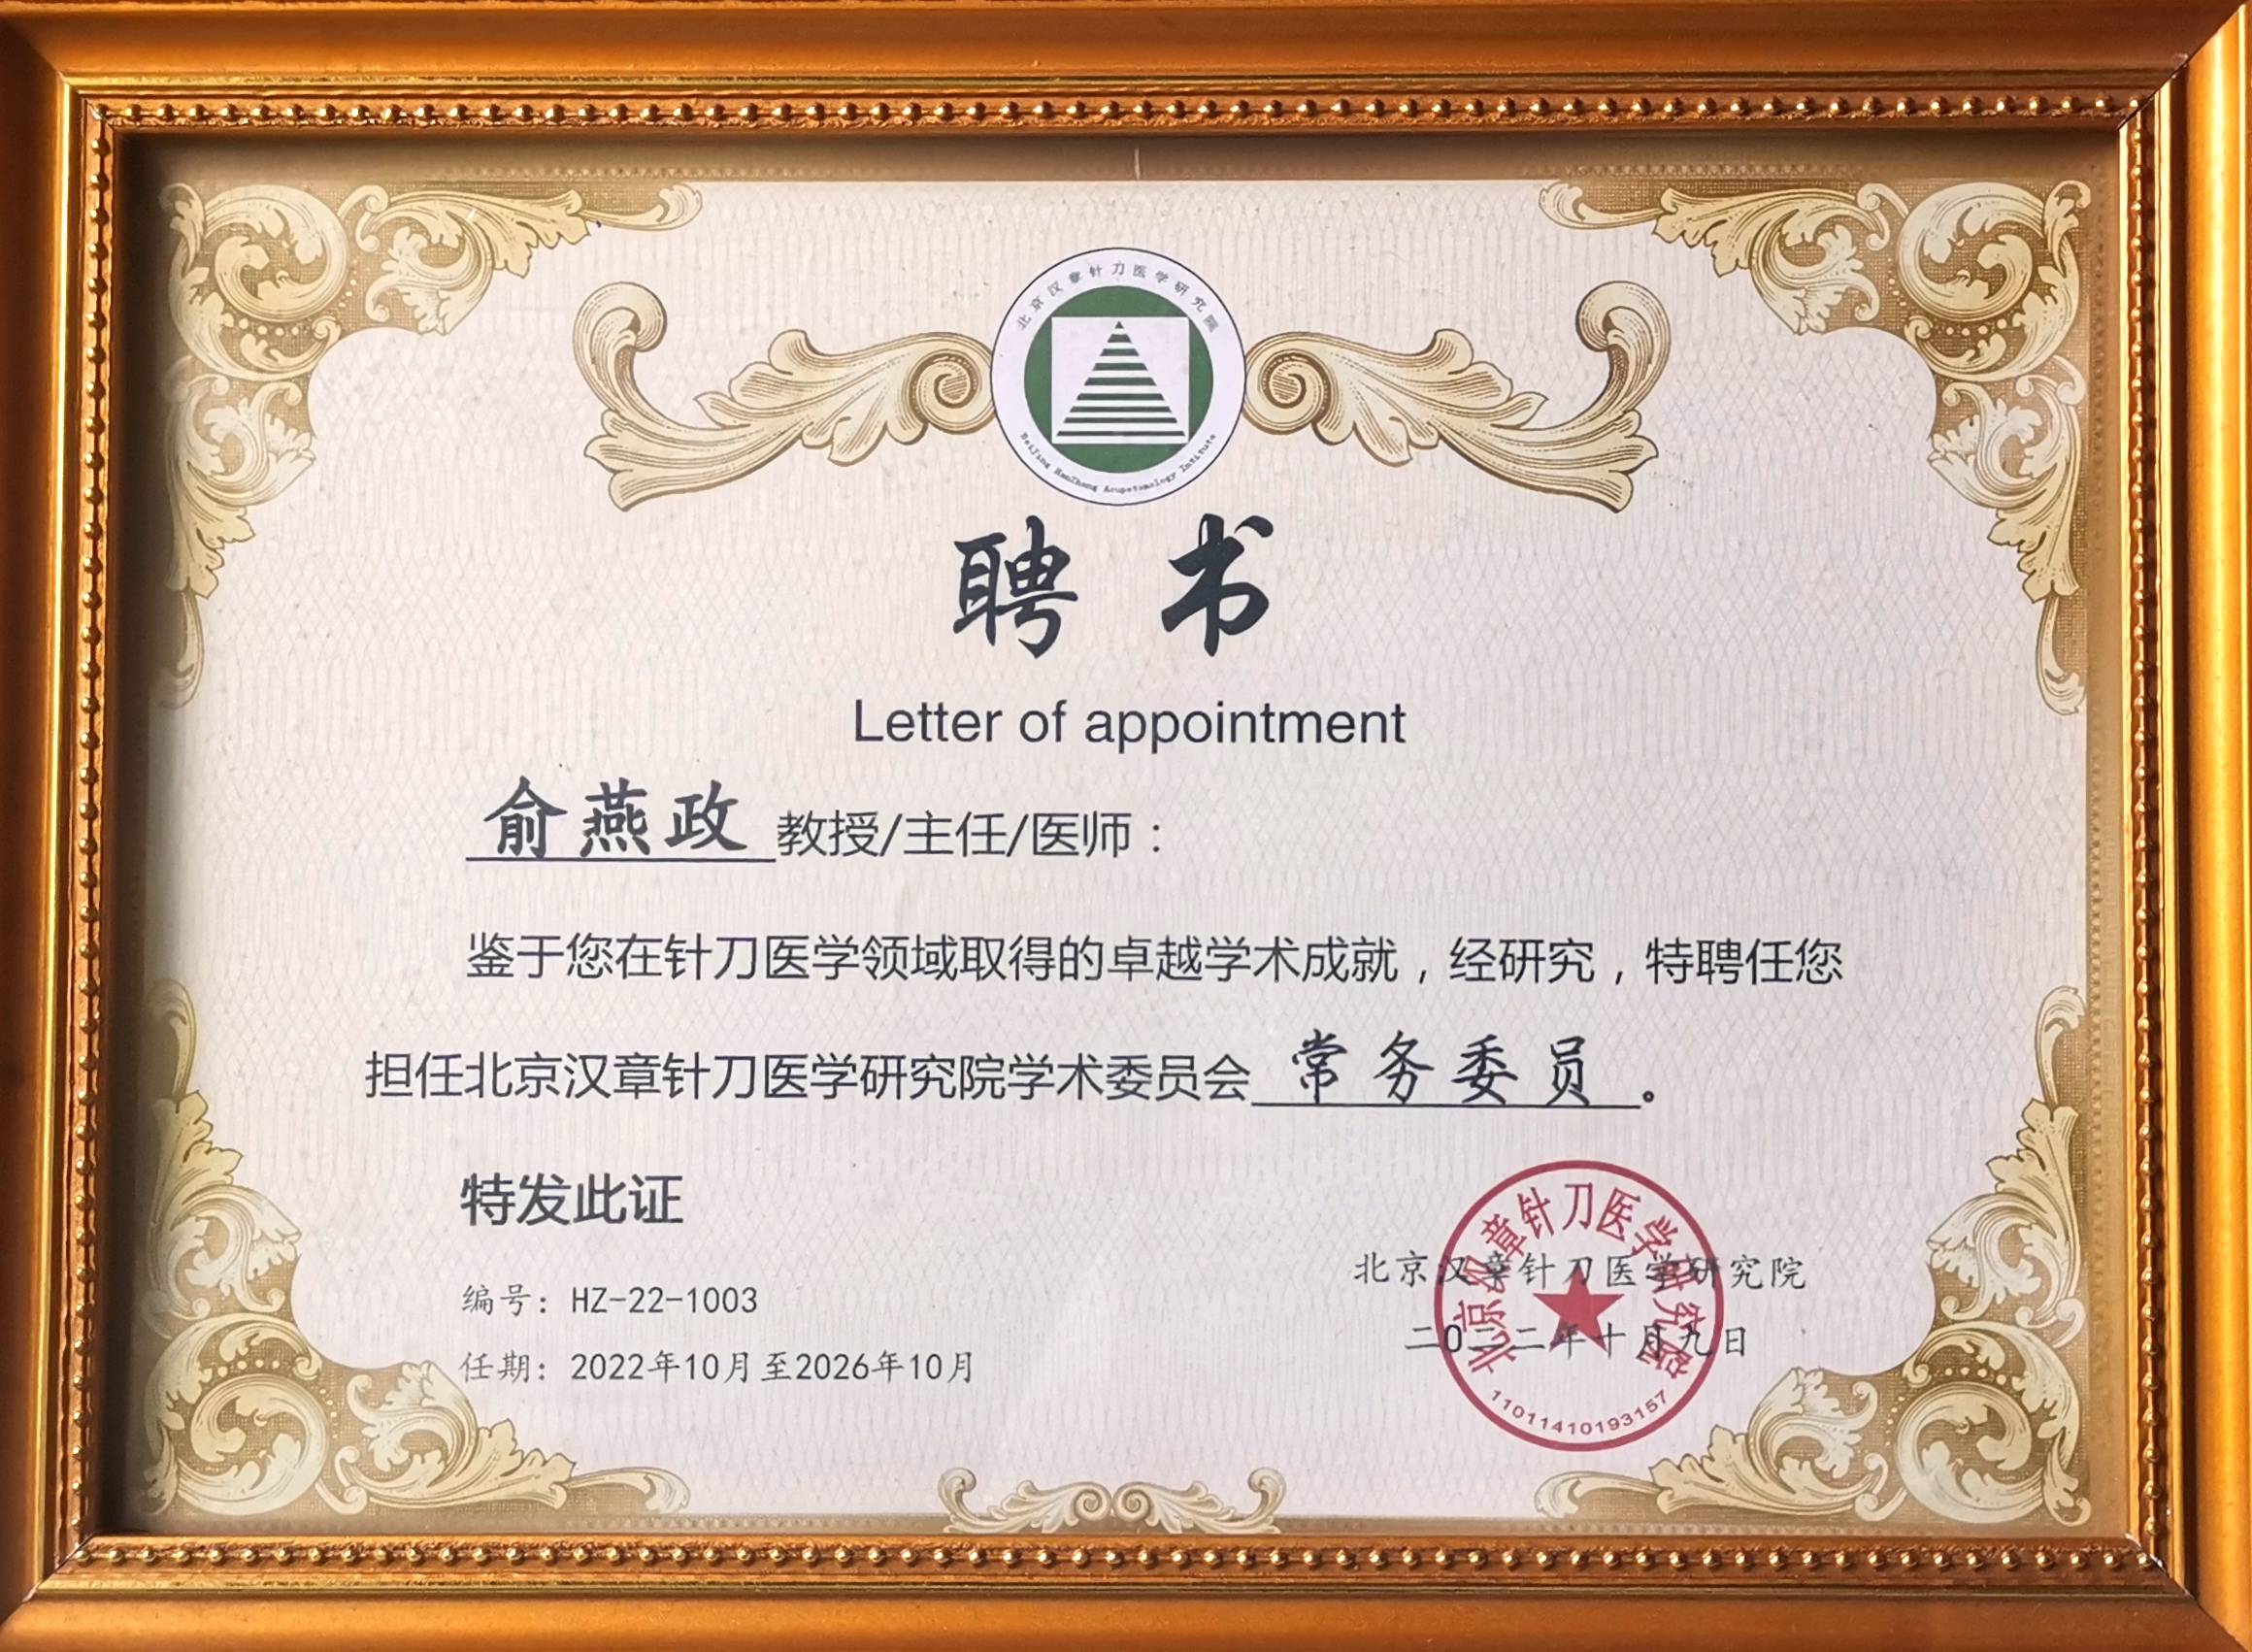 北京汉章针刀医学研究院
Beijing HanZhang Acupotomology Intitute
聘书
Letter of appointment
俞燕政教授/主任/医师：
鉴于您在针刀医学领域取得的卓越学术成就，经研究，特聘任您
担任北京汉章针刀医学研究院学术委员会常务委员。
特发此证
编号：HZ-22-1003
任期：2022年10月至2026年10月
北京汉章针刀医学研究院
二0二二年十月九日
北京汉章针刀医学研究院
11011410193157